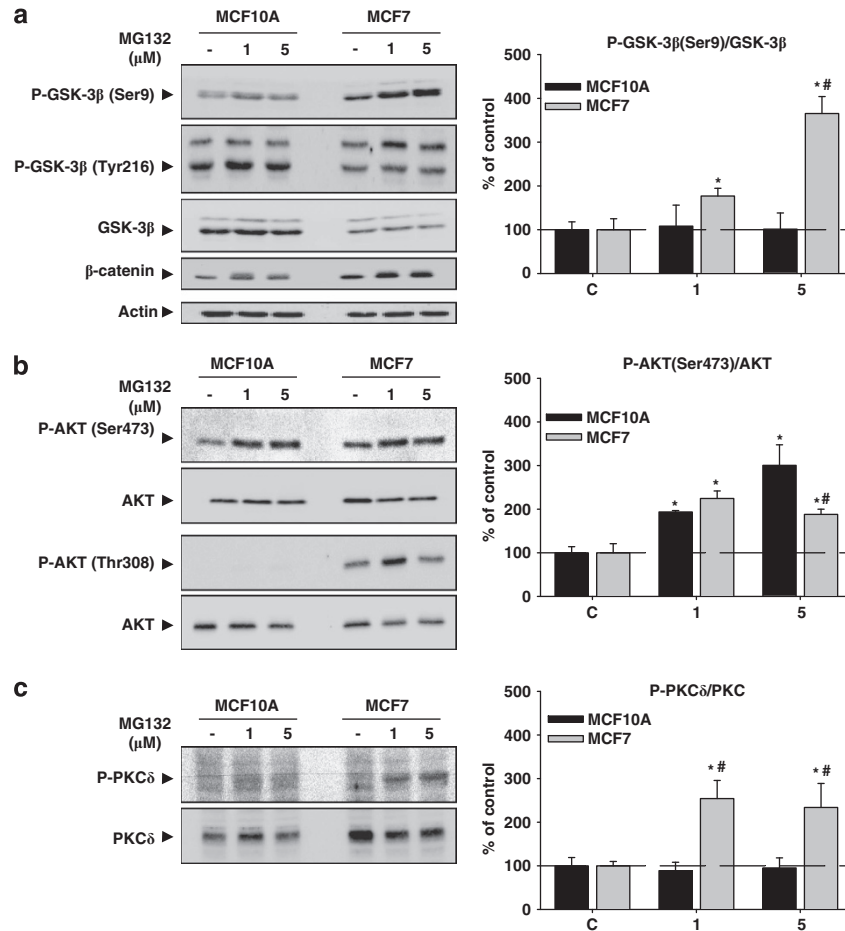 a
MCF10A MCF7
MG132
(μM)
- 1 5 - 1 5
P-GSK-3β (Ser9)
P-GSK-3β (Tyr216)
GSK-3β
β-catenin
Actin
P-GSK-3β(Ser9)/GSK-3β
% of control
500
400
300
200
100
0
MCF10A
MCF7
*
*#
C 1 5
b
MCF10A MCF7
MG132
(μM)
- 1 5 - 1 5
P-AKT (Ser473)
AKT
P-AKT (Thr308)
AKT
P-AKT(Ser473)/AKT
% of control
500
400
300
200
100
0
MCF10A
MCF7
* * * *#
C 1 5
c
MCF10A MCF7
MG132
(μM)
- 1 5 - 1 5
P-PKCδ
PKCδ
P-PKCδ/PKC
% of control
500
400
300
200
100
0
MCF10A
MCF7
*# *#
C 1 5